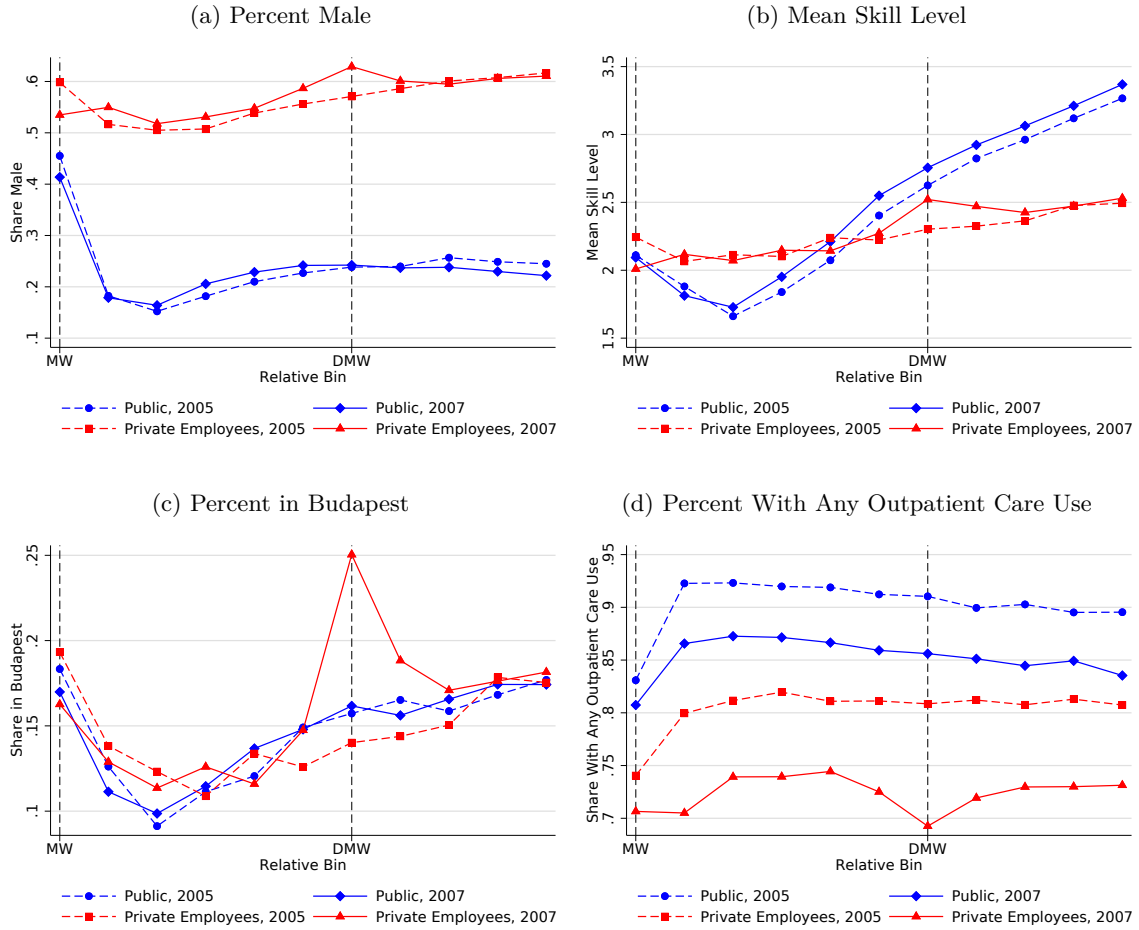 (a) Percent Male
.6
.5
.4
.3
.2
.1
Share Male
MW
DMW
Relative Bin
Public, 2005
Public, 2007
Private Employees, 2005
Private Employees, 2007
(b) Mean Skill Level
3.5
3
2.5
2
1.5
Mean Skill Level
MW
DMW
Relative Bin
Public, 2005
Public, 2007
Private Employees, 2005
Private Employees, 2007
(c) Percent in Budapest
.25
.2
.15
.1
Share in Budapest
MW
DMW
Relative Bin
Public, 2005
Public, 2007
Private Employees, 2005
Private Employees, 2007
(d) Percent With Any Outpatient Care Use
.95
.9
.85
.8
.75
.7
Share With Any Outpatient Care Use
MW
DMW
Relative Bin
Public, 2005
Public, 2007
Private Employees, 2005
Private Employees, 2007